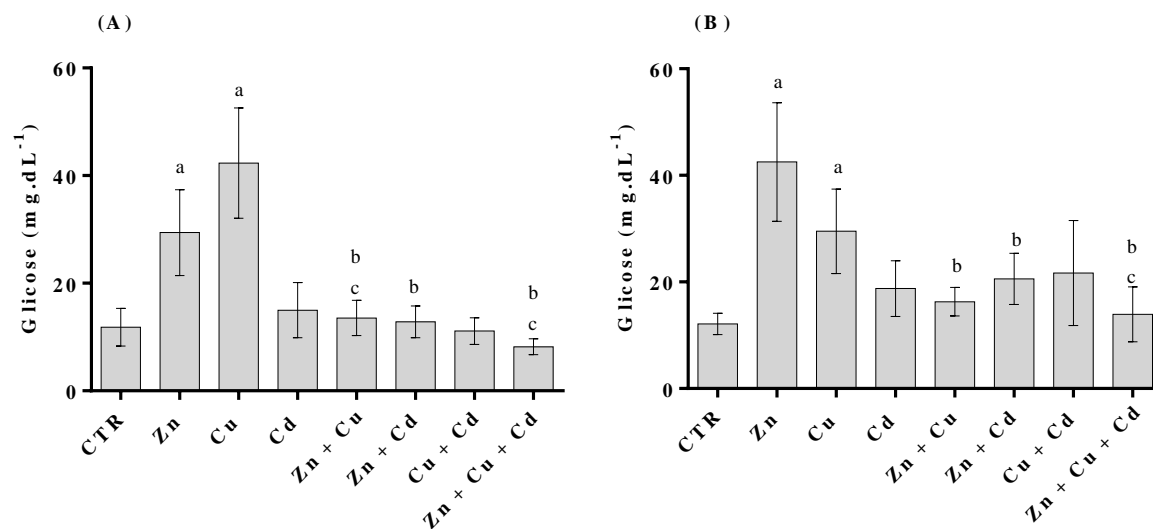 (A)
Glicose (mg.dL⁻¹)
60
40
20
0
a
a
b
c
b
b
c
CTR
Zn
Cu
Cd
Zn + Cu
Zn + Cd
Cu + Cd
Zn + Cu + Cd
(B)
Glicose (mg.dL⁻¹)
60
40
20
0
a
a
b
b
b
c
CTR
Zn
Cu
Cd
Zn + Cu
Zn + Cd
Cu + Cd
Zn + Cu + Cd